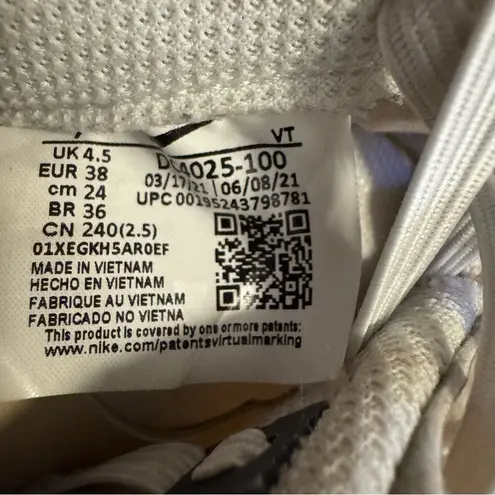 VT
UK 4.5
EUR 38
cm 24
BR 36
CN 240(2.5)
01XEGKH5AR0EF
MADE IN VIETNAM
HECHO EN VIETNAM
FABRIQUE AU VIETNAM
FABRICADO NO VIETNA
4025-100
03/17/21 | 06/08/21
UPC 00195243798781
This product is covered by one or more patents:
www.nike.com/patentsvirtualmarking